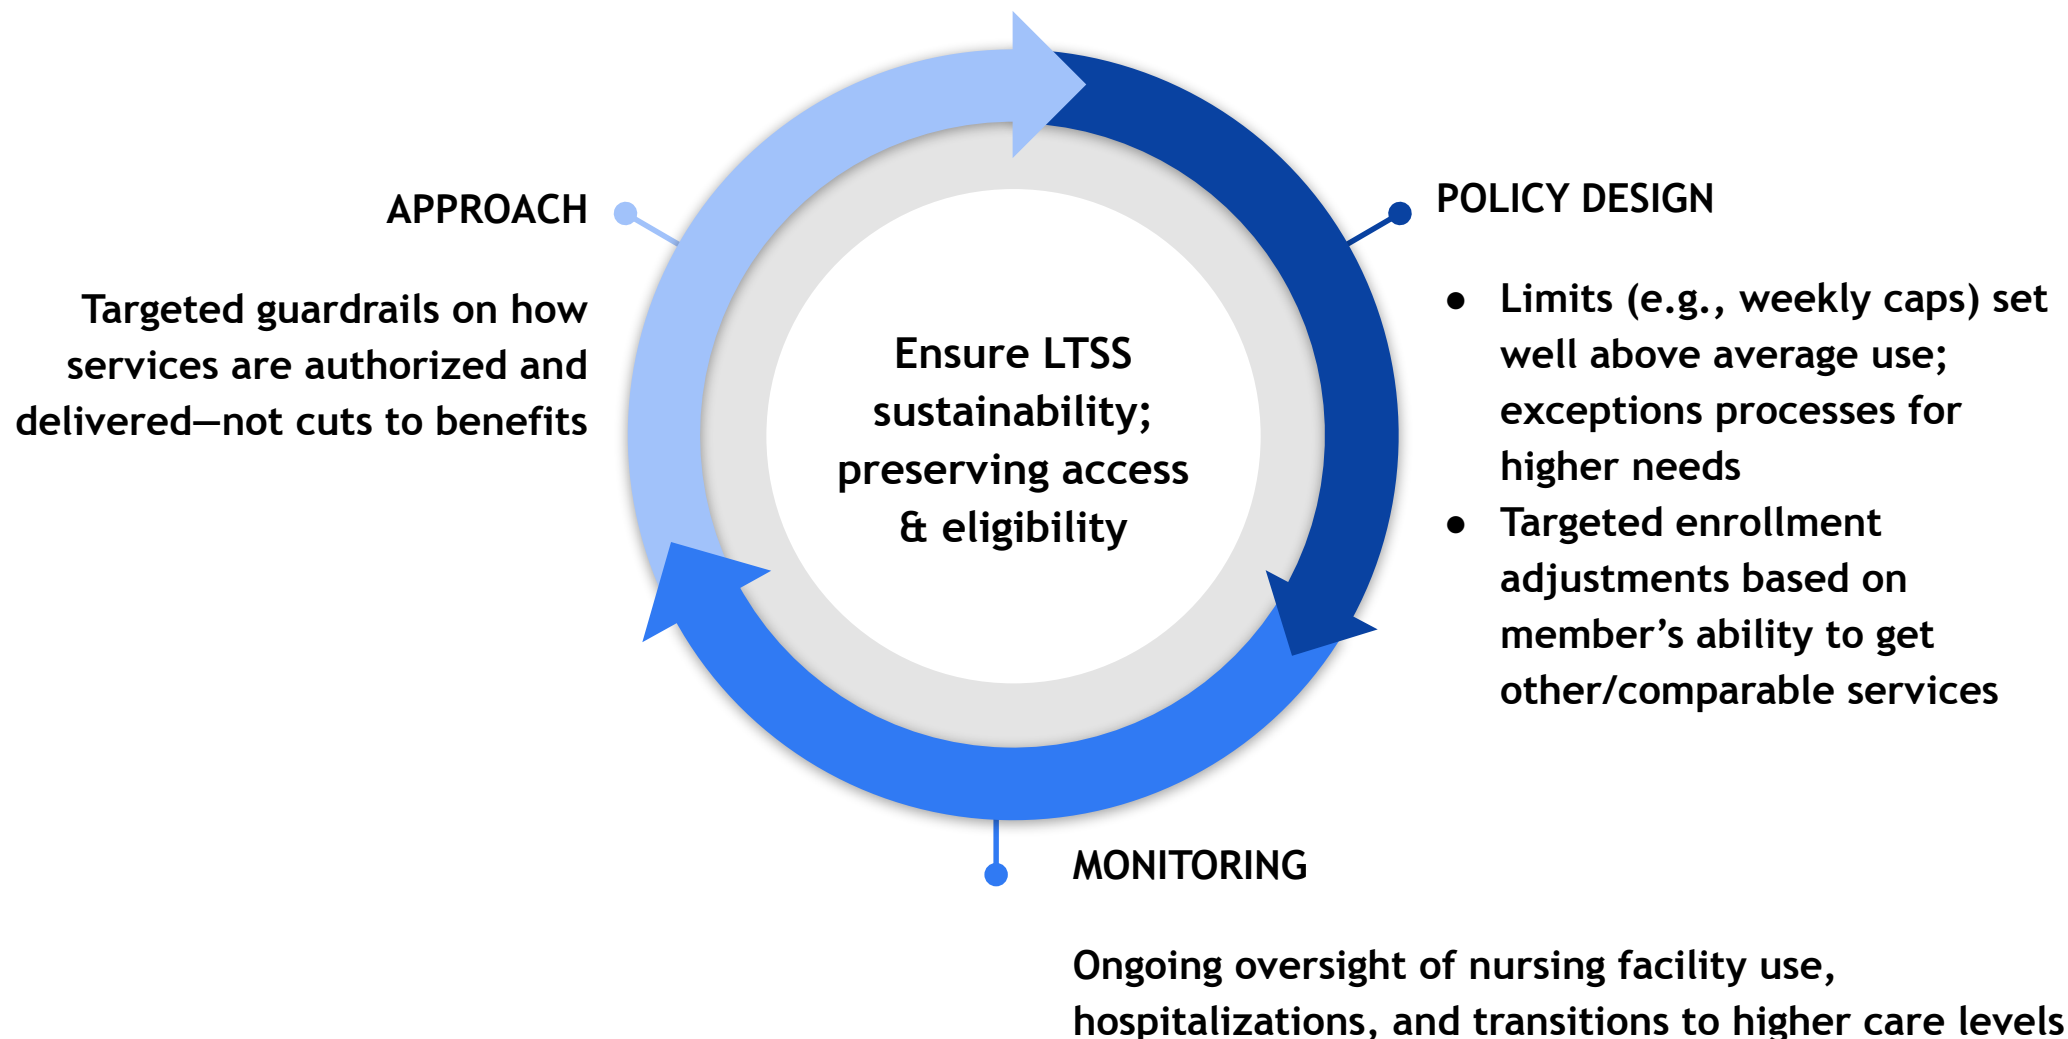 APPROACH
Targeted guardrails on how
services are authorized and
delivered—not cuts to benefits
Ensure LTSS
sustainability;
preserving access
& eligibility
POLICY DESIGN
● Limits (e.g., weekly caps) set
well above average use;
exceptions processes for
higher needs
● Targeted enrollment
adjustments based on
member’s ability to get
other/comparable services
MONITORING
Ongoing oversight of nursing facility use,
hospitalizations, and transitions to higher care levels